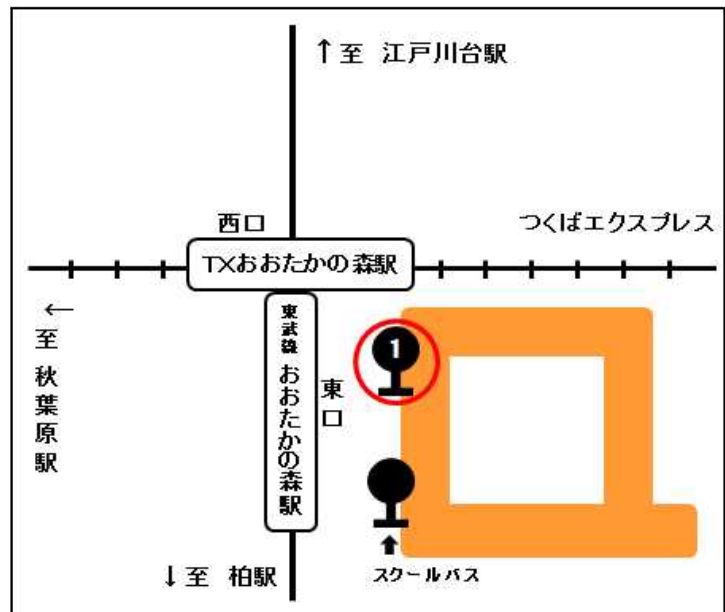 ↑至 江戸川台駅
西口
つくばエクスプレス
TXおおたかの森駅
←
至秋葉原駅
東武線
おおたかの森駅
東口
1
↓至 柏駅
スクールバス